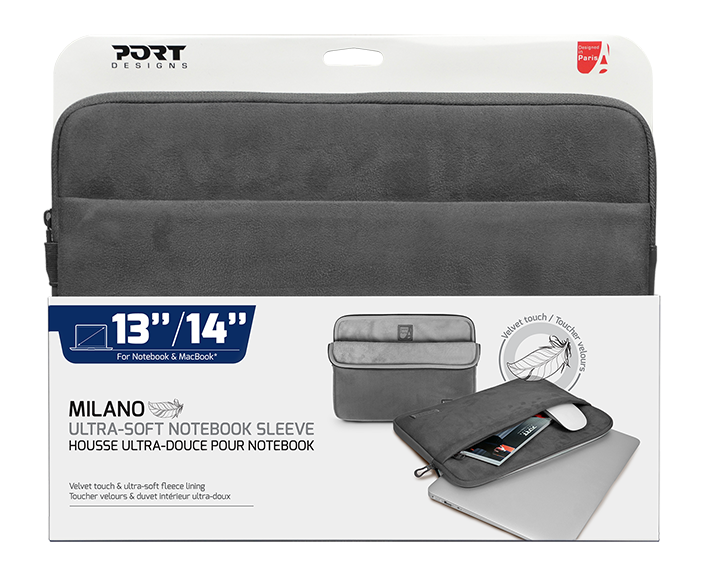 PORT
DESIGNS
Designed
in
Paris
13’’/14’’
For Notebook & MacBook*
Velvet touch / Toucher velours
MILANO
ULTRA-SOFT NOTEBOOK SLEEVE
HOUSSE ULTRA-DOUCE POUR NOTEBOOK
PORT
Velvet touch & ultra-soft fleece lining
Toucher velours & duvet intérieur ultra-doux